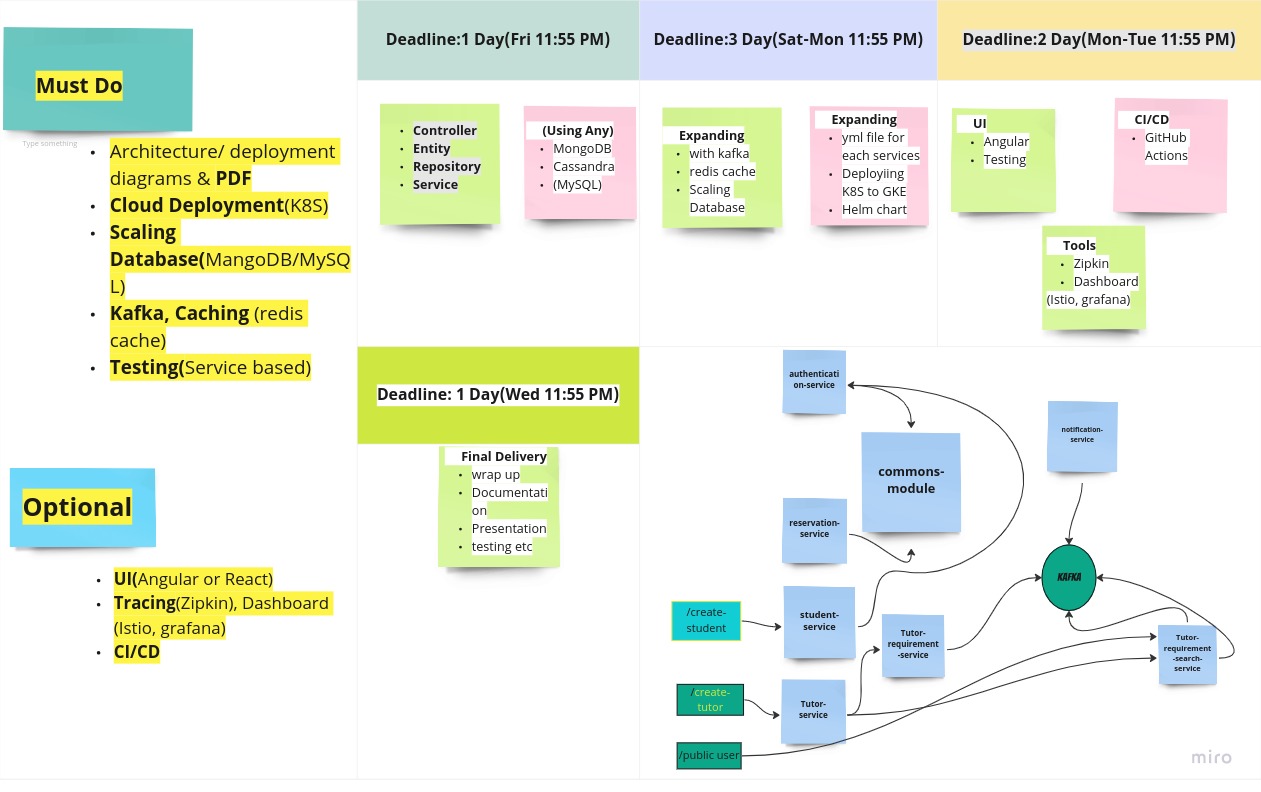 Must Do
Type something
• Architecture/ deployment
diagrams & PDF
• Cloud Deployment(K8S)
• Scaling
Database(MangoDB/MySQ
L)
• Kafka, Caching (redis
cache)
• Testing(Service based)
Optional
• UI(Angular or React)
• Tracing(Zipkin), Dashboard
(Istio, grafana)
• CI/CD
Deadline:1 Day(Fri 11:55 PM)
• Controller
• Entity
• Repository
• Service
(Using Any)
• MongoDB
• Cassandra
• (MySQL)
Deadline:3 Day(Sat-Mon 11:55 PM)
Expanding
• with kafka
• redis cache
• Scaling
Database
Expanding
• yml file for
each services
• Deployiing
K8S to GKE
• Helm chart
Deadline:2 Day(Mon-Tue 11:55 PM)
UI
• Angular
• Testing
CI/CD
• GitHub
Actions
Tools
• Zipkin
• Dashboard
(Istio, grafana)
Deadline: 1 Day(Wed 11:55 PM)
Final Delivery
• wrap up
• Documentati
on
• Presentation
• testing etc
authenticati
on-service
commons-
module
notification-
service
reservation-
service
KAFKA
/create-
student
student-
service
Tutor-
requirement
-service
Tutor-
requirement
-search-
service
/create-
tutor
Tutor-
service
/public user
miro